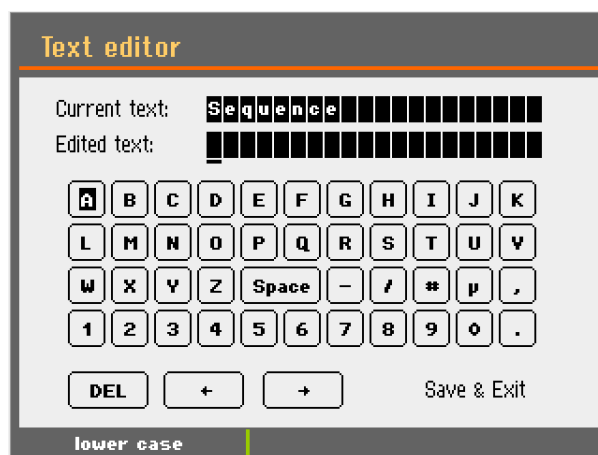 Text editor
Current text: Sequence
Edited text:
A B C D E F G H I J K
L M N O P Q R S T U V
W X Y Z Space - / # µ ,
1 2 3 4 5 6 7 8 9 0 .
DEL ← → Save & Exit
lower case